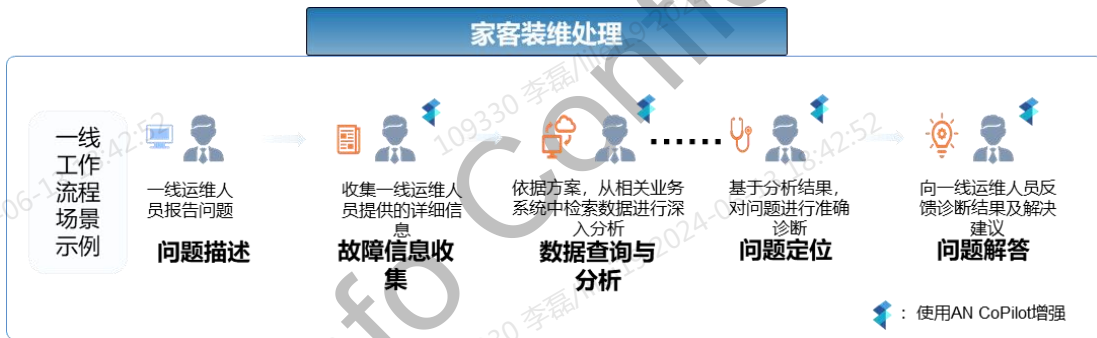 家客装维处理
一线
工作
流程
场景
示例
一线运维人
员报告问题
问题描述
收集一线运维人
员提供的详细信
息
故障信息收
集
依据方案，从相关业务
系统中检索数据进行深
入分析
数据查询与
分析
······
基于分析结果，
对问题进行准确
诊断
问题定位
向一线运维人员反
馈诊断结果及解决
建议
问题解答
：使用AN CoPilot增强
109330 李磊/
18:42:52